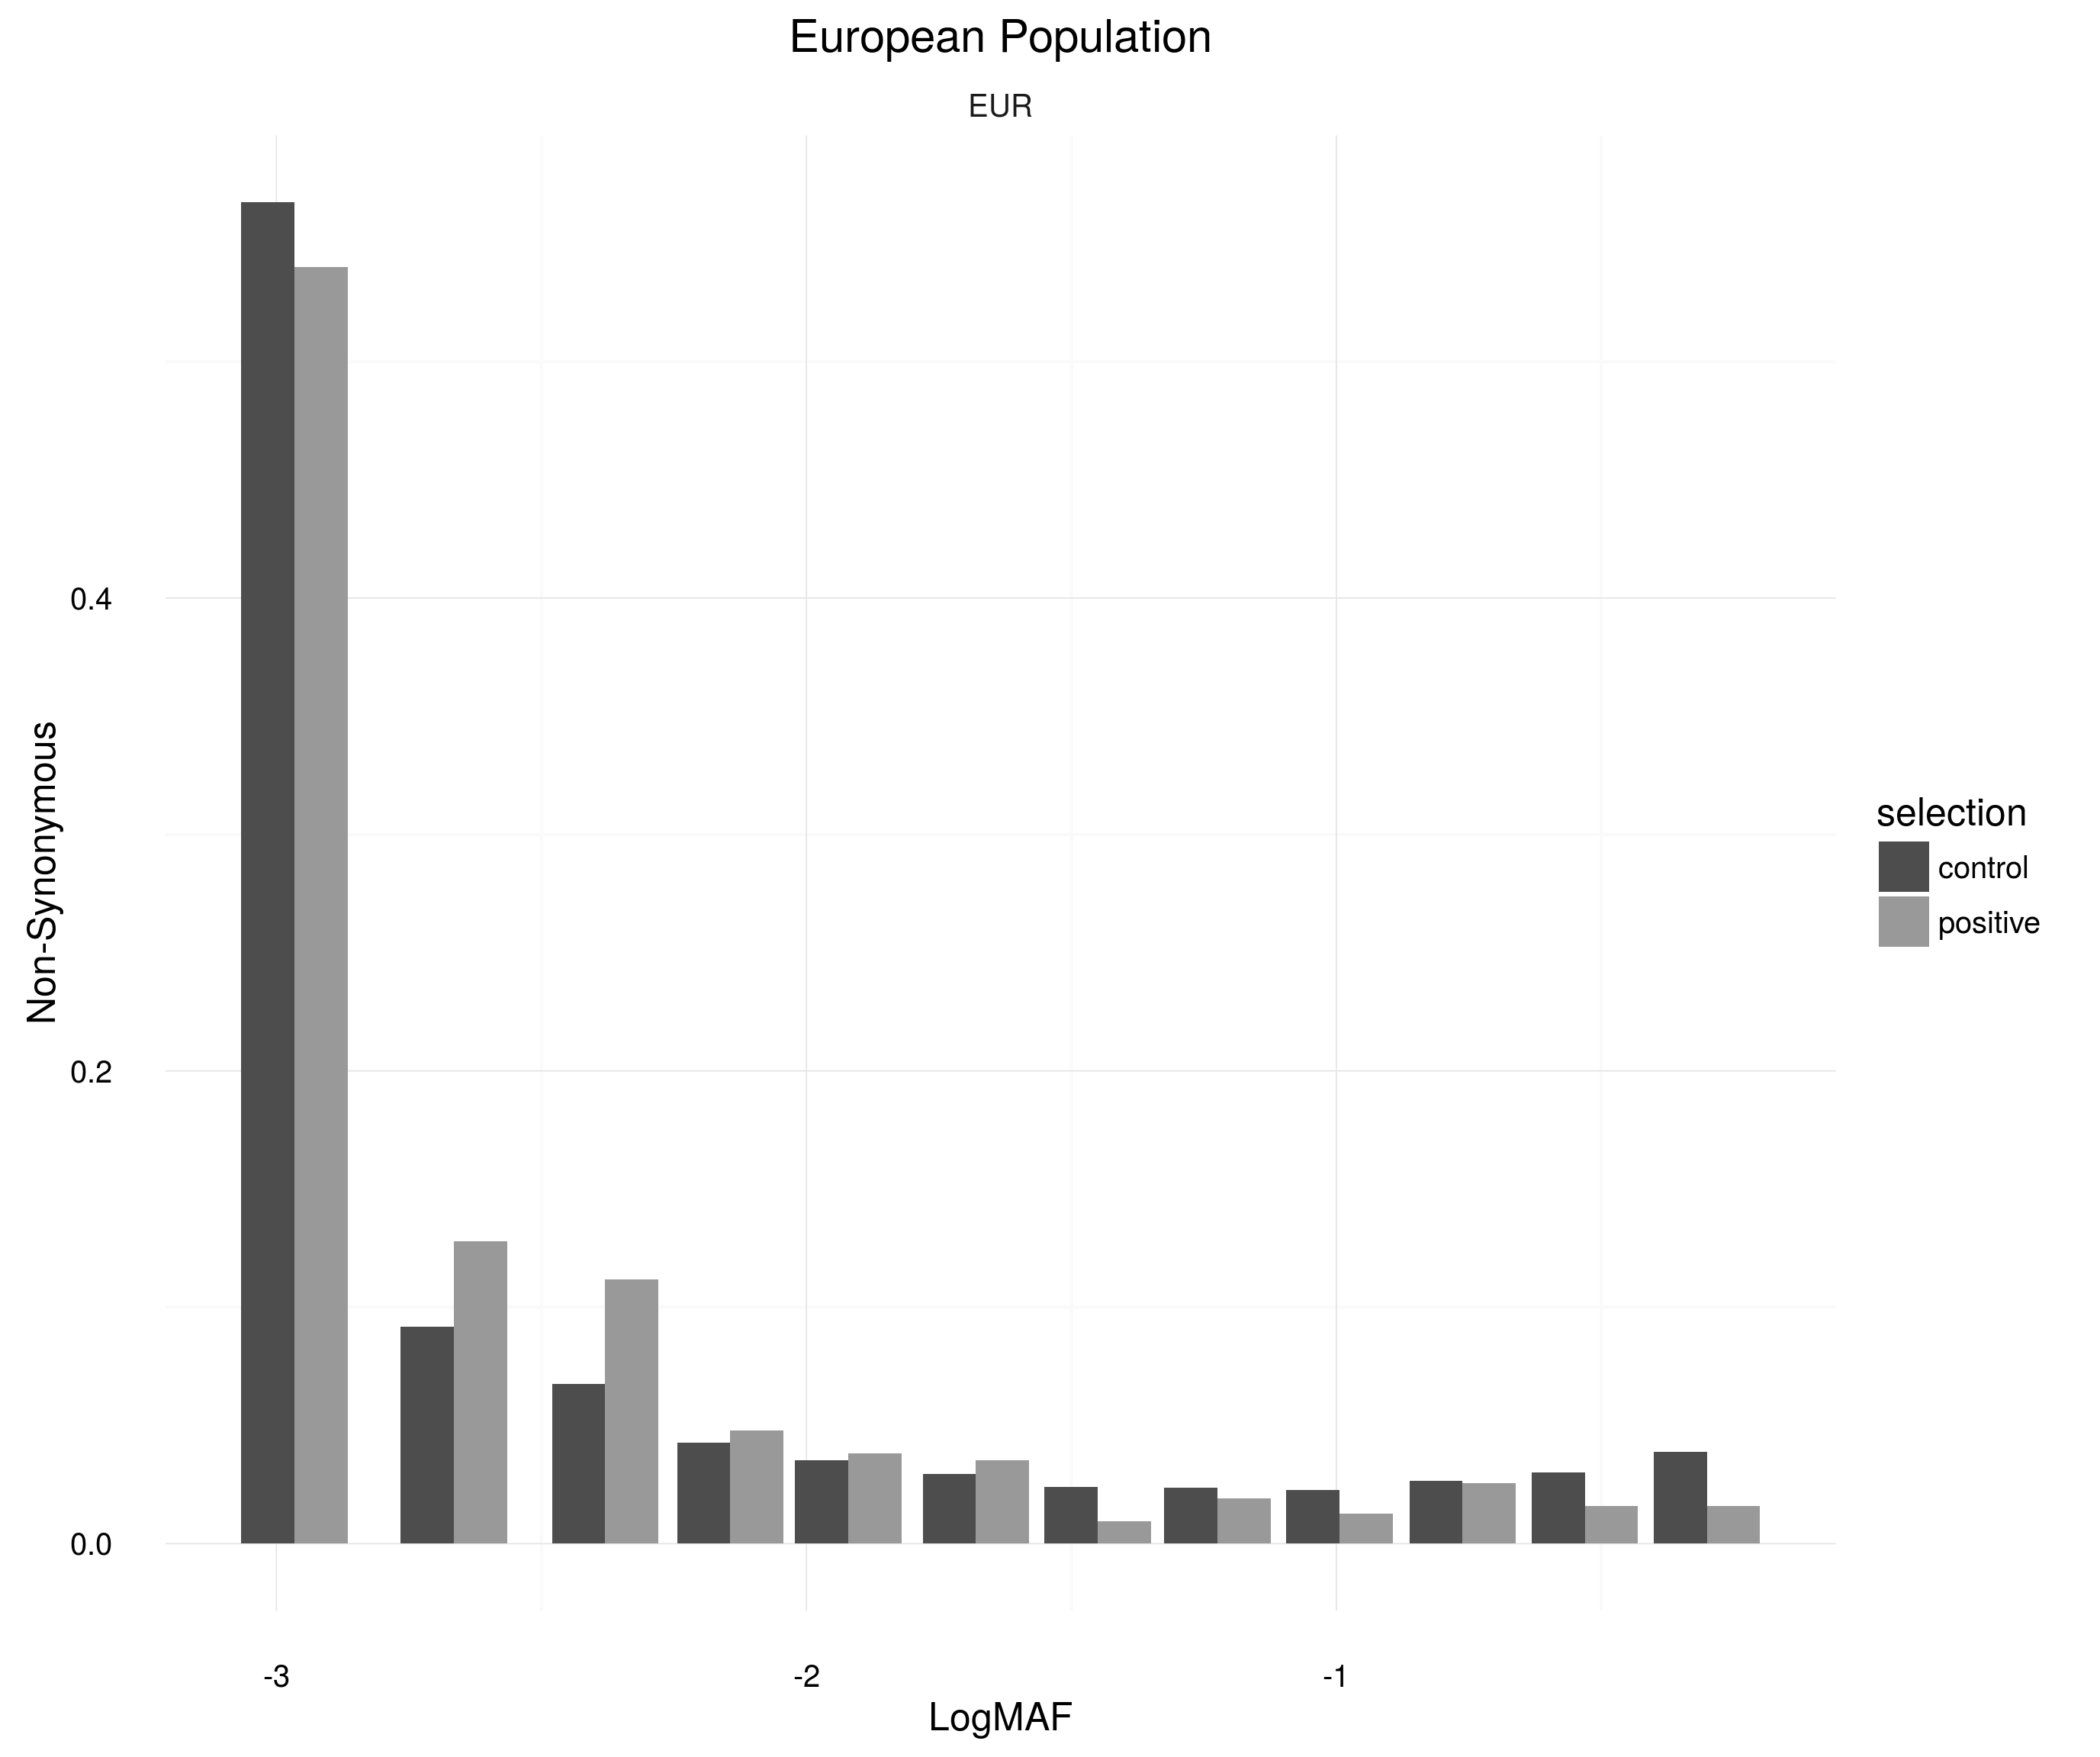 European Population
EUR
Non-Synonymous
0.4
0.2
0.0
-3
-2
-1
LogMAF
selection
control
positive